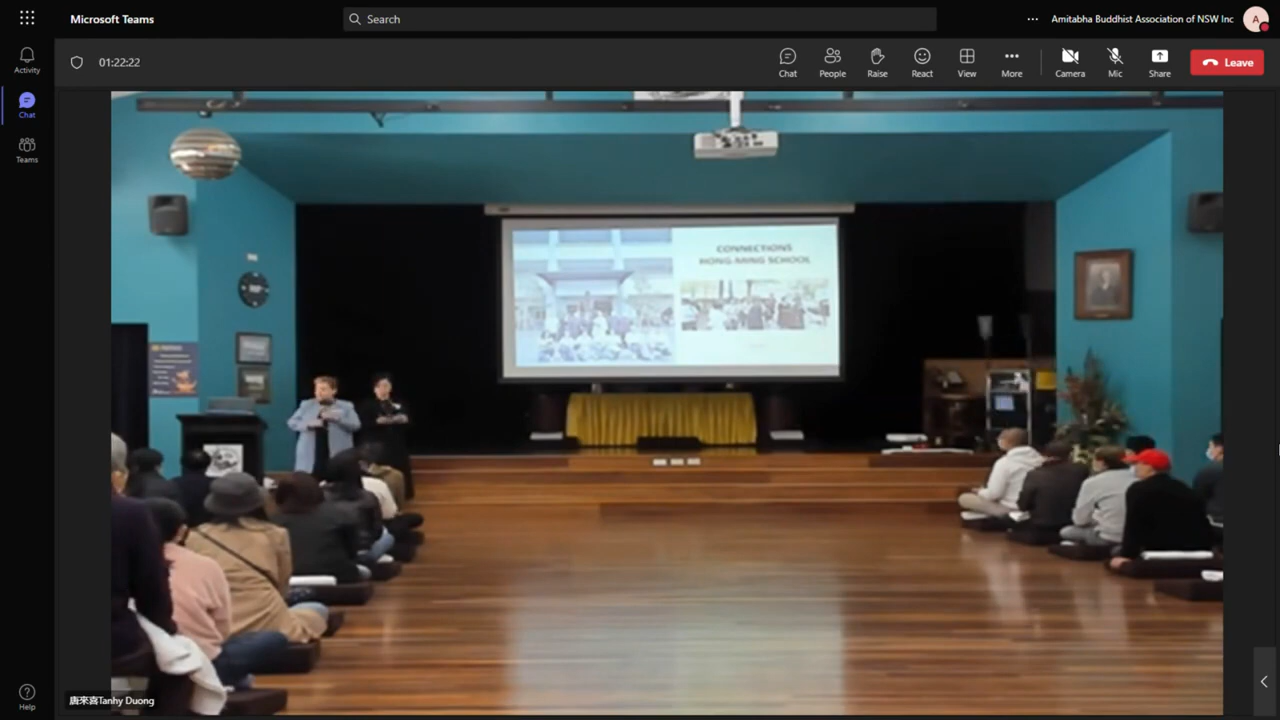 Microsoft Teams
Search
Amitabha Buddhist Association of NSW Inc
A
01:22:22
Chat
People
Raise
React
View
More
Camera
Mic
Share
Leave
Activity
Chat
Teams
CONNECTIONS
HONG-MING SCHOOL
Help
唐來喜Tanhy Duong